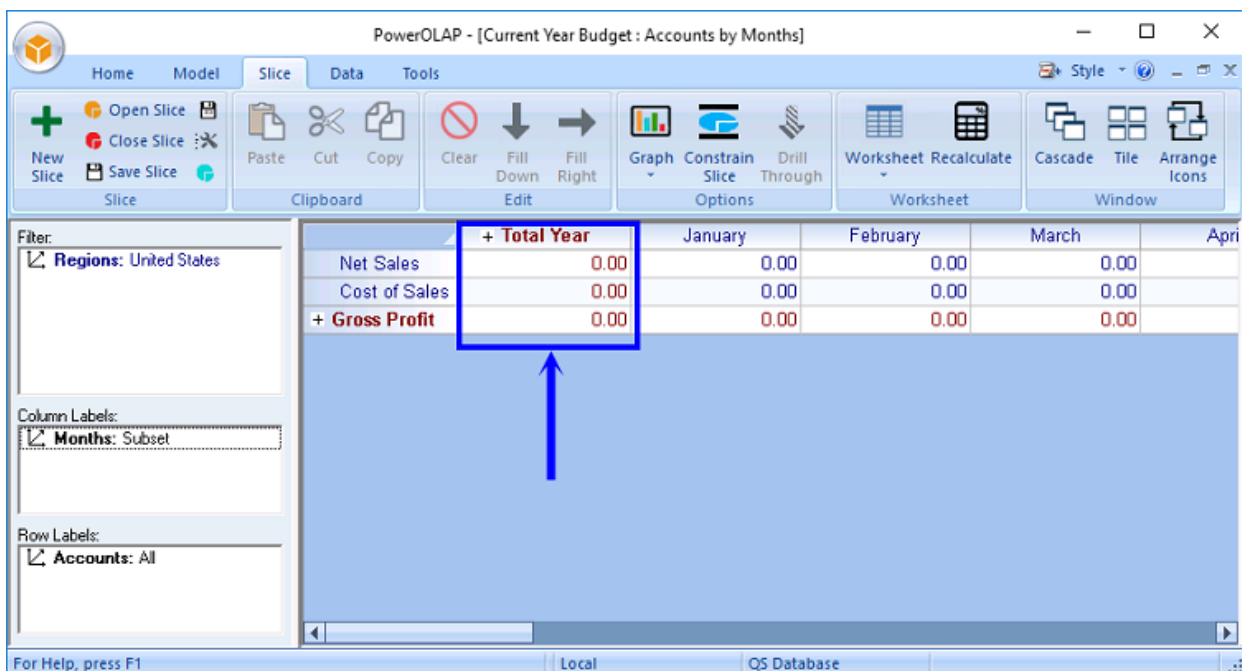 PowerOLAP - [Current Year Budget : Accounts by Months]
Home Model Slice Data Tools Style
New Slice
Open Slice
Close Slice
Save Slice
Paste Cut Copy
Clear Fill Down Fill Right
Graph Constrain Slice Drill Through
Worksheet Recalculate
Cascade Tile Arrange Icons
Slice Clipboard Edit Options Worksheet Window
Filter:
Regions: United States
Column Labels:
Months: Subset
Row Labels:
Accounts: All
+ Total Year January February March Apri
Net Sales 0.00 0.00 0.00 0.00
Cost of Sales 0.00 0.00 0.00 0.00
+ Gross Profit 0.00 0.00 0.00 0.00
For Help, press F1 Local QS Database